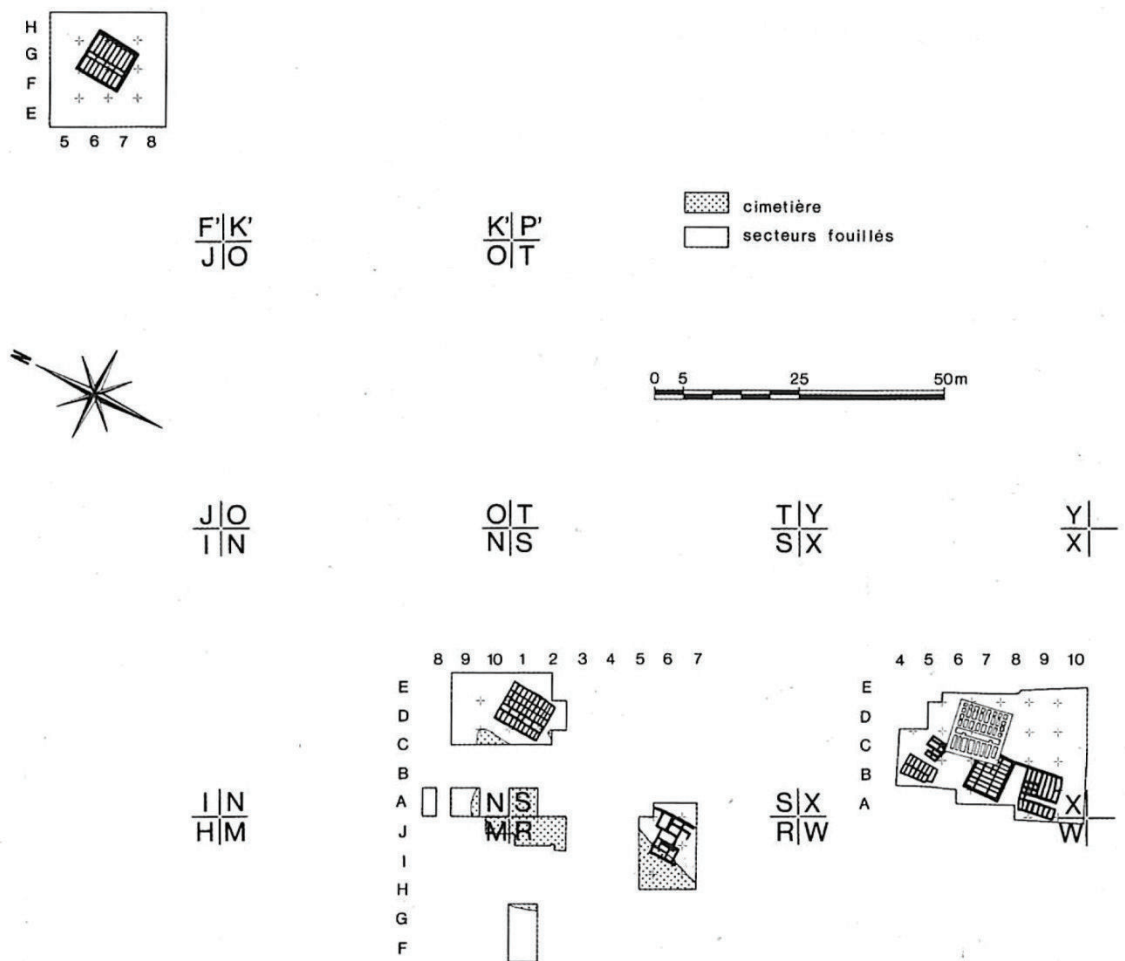 H
G
F
E
5 6 7 8
F' K'
J O
K' P'
O T
cimetière
secteurs fouillés
N
0 5 25 50m
J O
I N
O T
N S
T Y
S X
Y
X
8 9 10 1 2 3 4 5 6 7
E
D
C
B
A
J
I
H
G
F
4 5 6 7 8 9 10
E
D
C
B
A
I N
H M
N S
M R
S X
R W
X
W